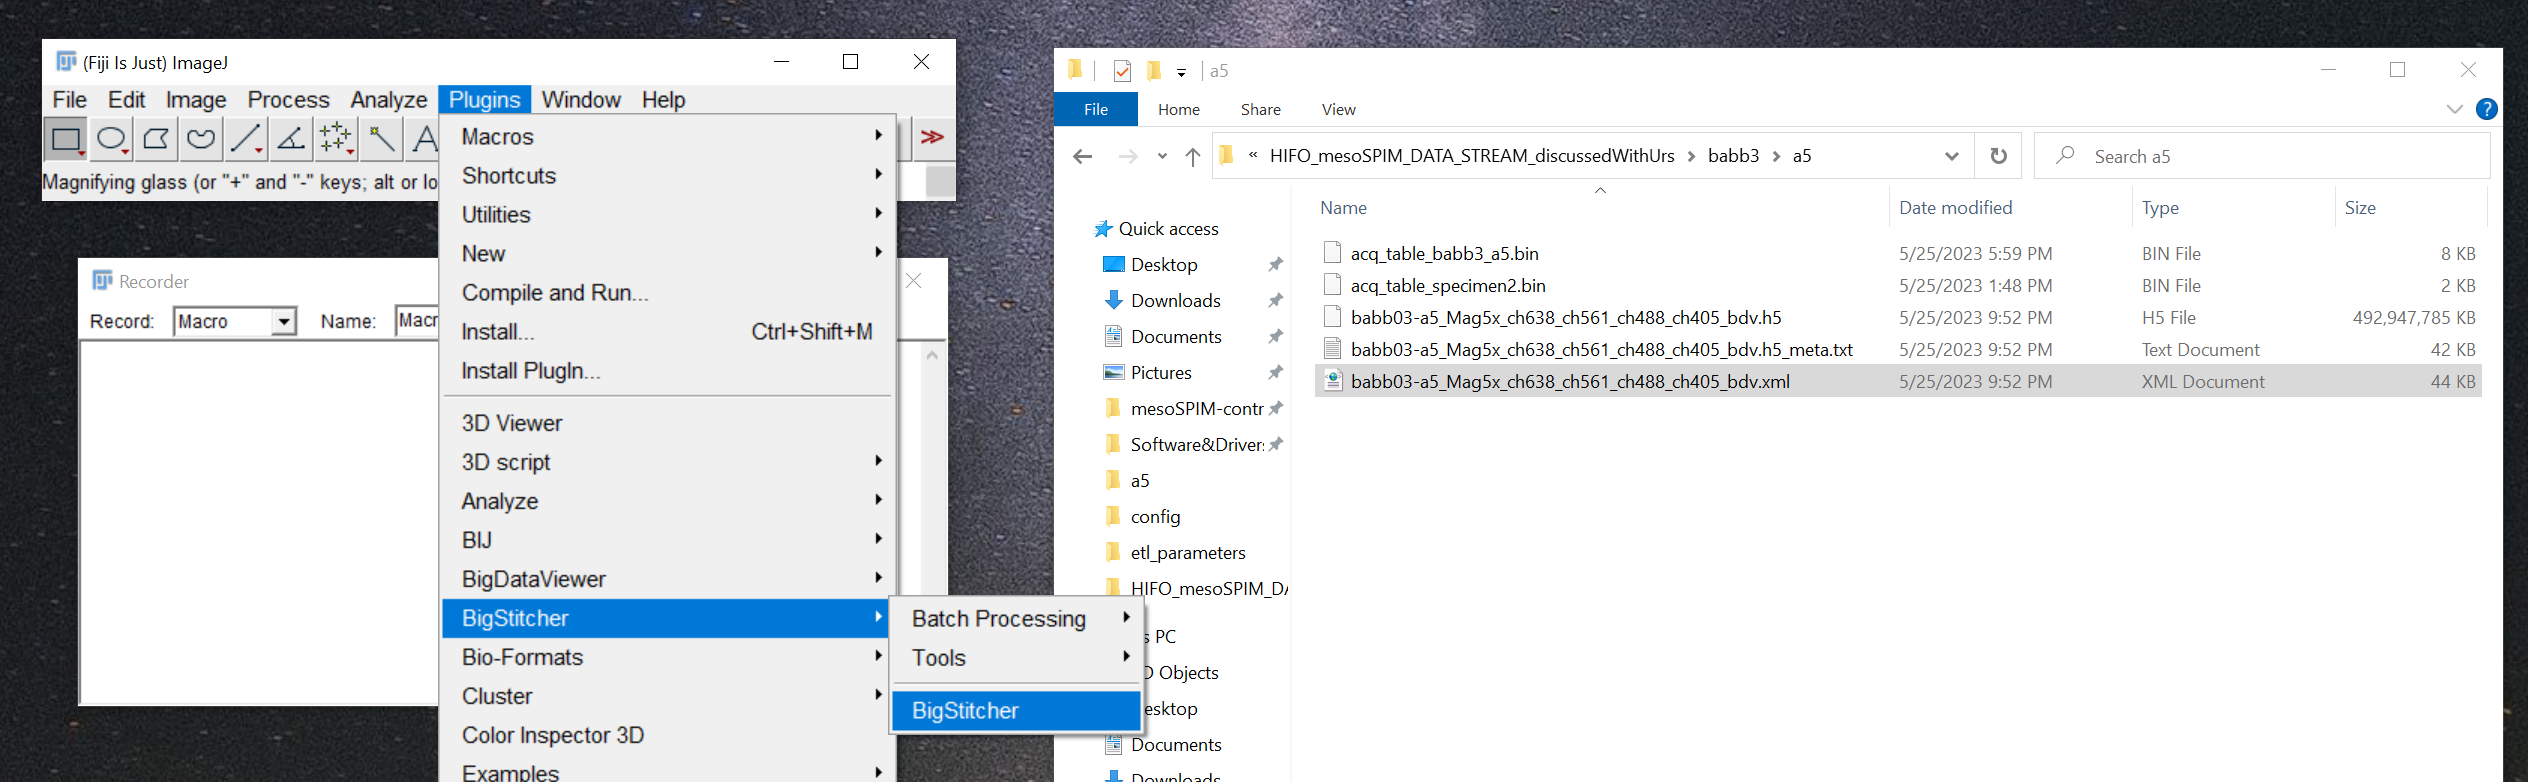 (Fiji Is Just) ImageJ
File Edit Image Process Analyze Plugins Window Help
A
Magnifying glass (or "+" and "-" keys; alt or lo
Recorder
Record: Macro Name: Macr
Macros
Shortcuts
Utilities
New
Compile and Run...
Install... Ctrl+Shift+M
Install PlugIn...
3D Viewer
3D script
Analyze
BIJ
BigDataViewer
BigStitcher
Bio-Formats
Cluster
Color Inspector 3D
Examples
Batch Processing
Tools
BigStitcher
a5
File Home Share View
« HIFO_mesoSPIM_DATA_STREAM_discussedWithUrs > babb3 > a5
Search a5
Quick access
Desktop
Downloads
Documents
Pictures
mesoSPIM-contr
Software&Driver
a5
config
etl_parameters
HIFO_mesoSPIM_DA
s PC
D Objects
esktop
Documents
Downloads
Name Date modified Type Size
acq_table_babb3_a5.bin 5/25/2023 5:59 PM BIN File 8 KB
acq_table_specimen2.bin 5/25/2023 1:48 PM BIN File 2 KB
babb03-a5_Mag5x_ch638_ch561_ch488_ch405_bdv.h5 5/25/2023 9:52 PM H5 File 492,947,785 KB
babb03-a5_Mag5x_ch638_ch561_ch488_ch405_bdv.h5_meta.txt 5/25/2023 9:52 PM Text Document 42 KB
babb03-a5_Mag5x_ch638_ch561_ch488_ch405_bdv.xml 5/25/2023 9:52 PM XML Document 44 KB